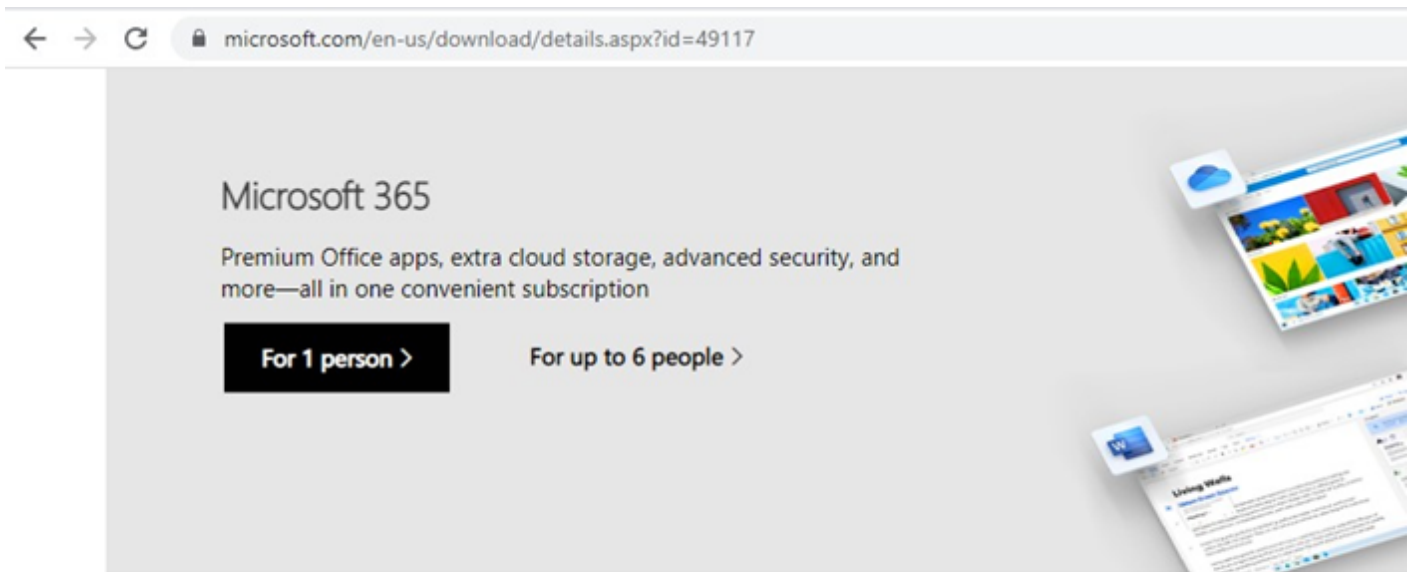 microsoft.com/en-us/download/details.aspx?id=49117
Microsoft 365
Premium Office apps, extra cloud storage, advanced security, and
more—all in one convenient subscription
For 1 person >
For up to 6 people >
W
Living Walls